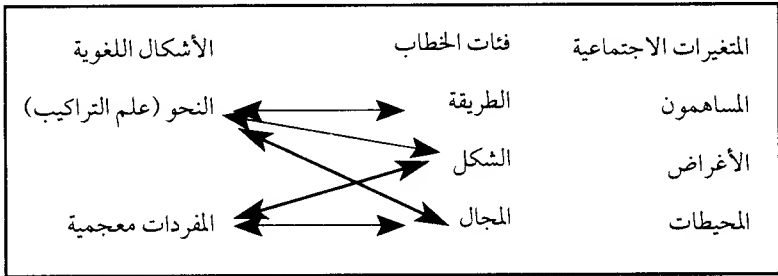 المتغيرات الاجتماعية فئات الخطاب الأشكال اللغوية
المساهمون الطريقة النحو (علم التراكيب)
الأغراض الشكل
المحيطات المجال المفردات معجمية